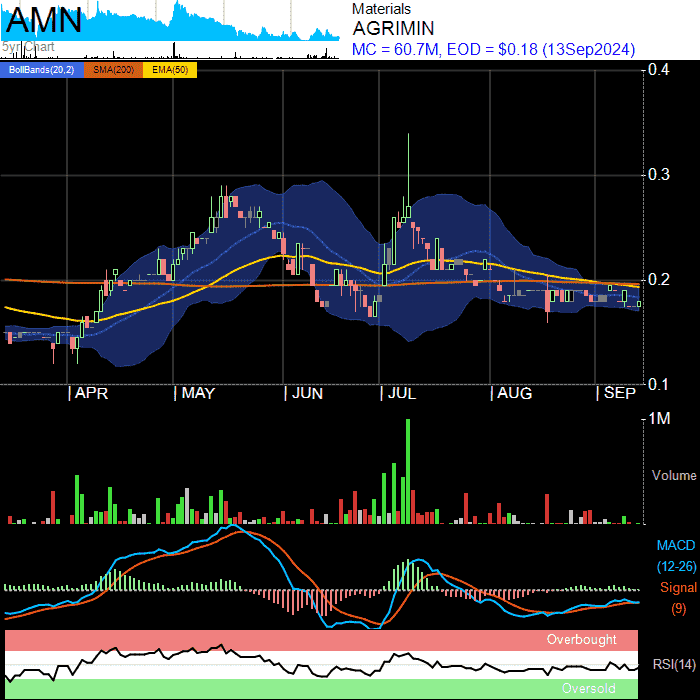 AMN
5yr Chart
Materials
AGRIMIN
MC = 60.7M, EOD = $0.18 (13Sep2024)
BollBands(20,2) SMA(200) EMA(50)
0.4
0.3
0.2
0.1
APR MAY JUN JUL AUG SEP
1M
Volume
MACD
(12-26)
Signal
(9)
Overbought
RSI(14)
Oversold